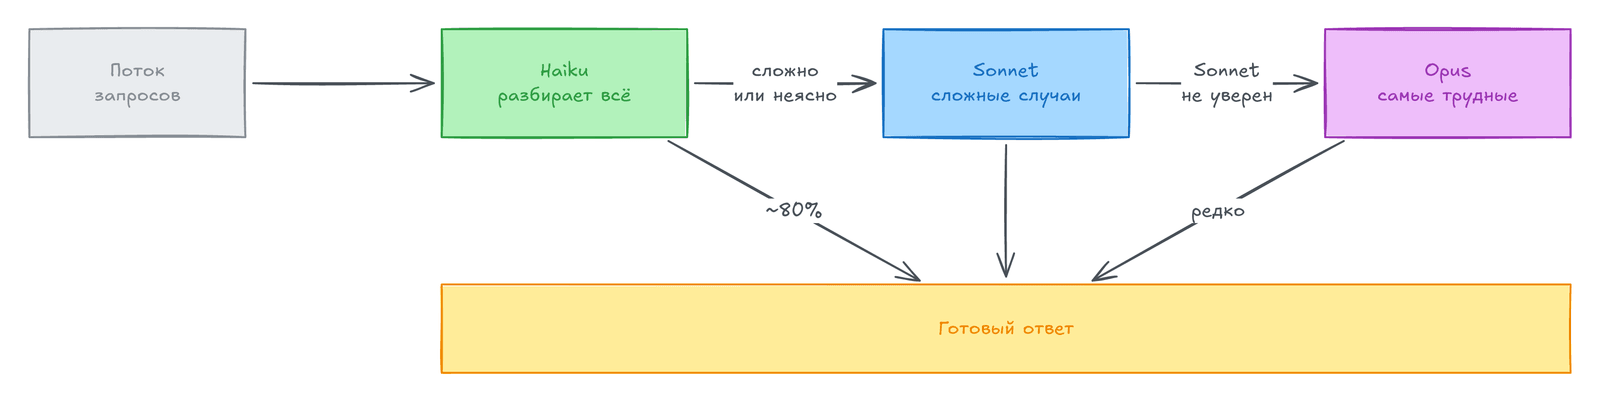 Поток
запросов
Haiku
разбирает всё
сложно
или неясно
Sonnet
сложные случаи
Sonnet
не уверен
Opus
самые трудные
~80%
редко
Готовый ответ